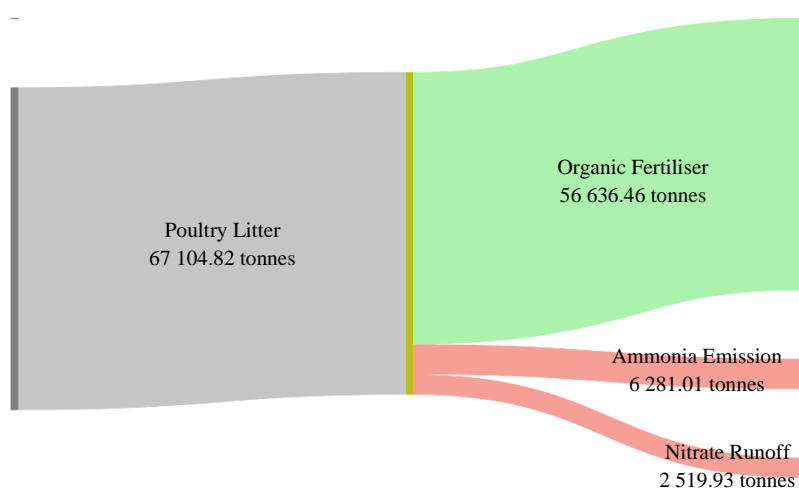 Poultry Litter
67 104.82 tonnes
Organic Fertiliser
56 636.46 tonnes
Ammonia Emission
6 281.01 tonnes
Nitrate Runoff
2 519.93 tonnes